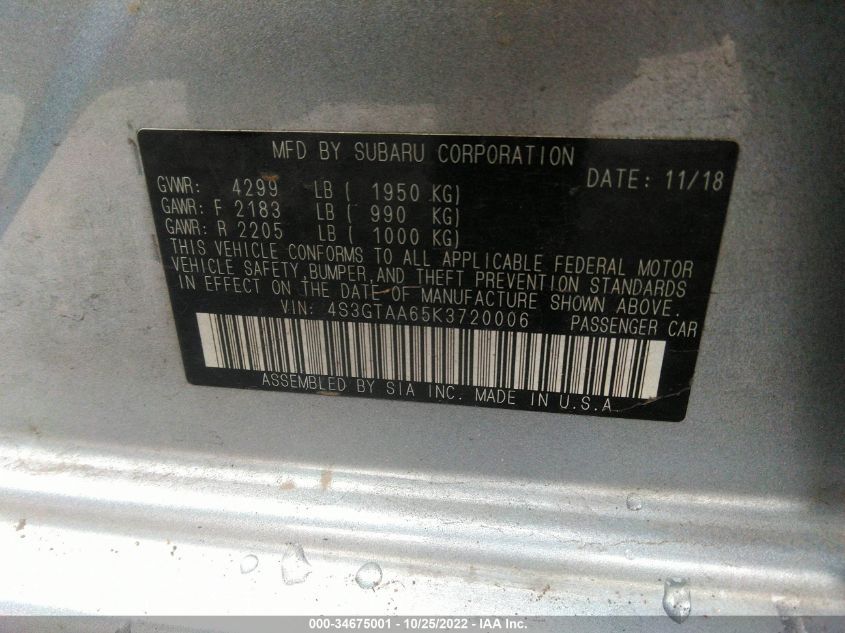 MFD BY SUBARU CORPORATION
DATE: 11/18
GVWR: 4299 LB ( 1950 KG)
GAWR: F 2183 LB ( 990 KG)
GAWR: R 2205 LB ( 1000 KG)
THIS VEHICLE CONFORMS TO ALL APPLICABLE FEDERAL MOTOR
VEHICLE SAFETY, BUMPER, AND THEFT PREVENTION STANDARDS
IN EFFECT ON THE DATE OF MANUFACTURE SHOWN ABOVE.
VIN: 4S3GTAA65K3720006 PASSENGER CAR
ASSEMBLED BY SIA INC. MADE IN U.S.A.
000-34675001 - 10/25/2022 - IAA Inc.